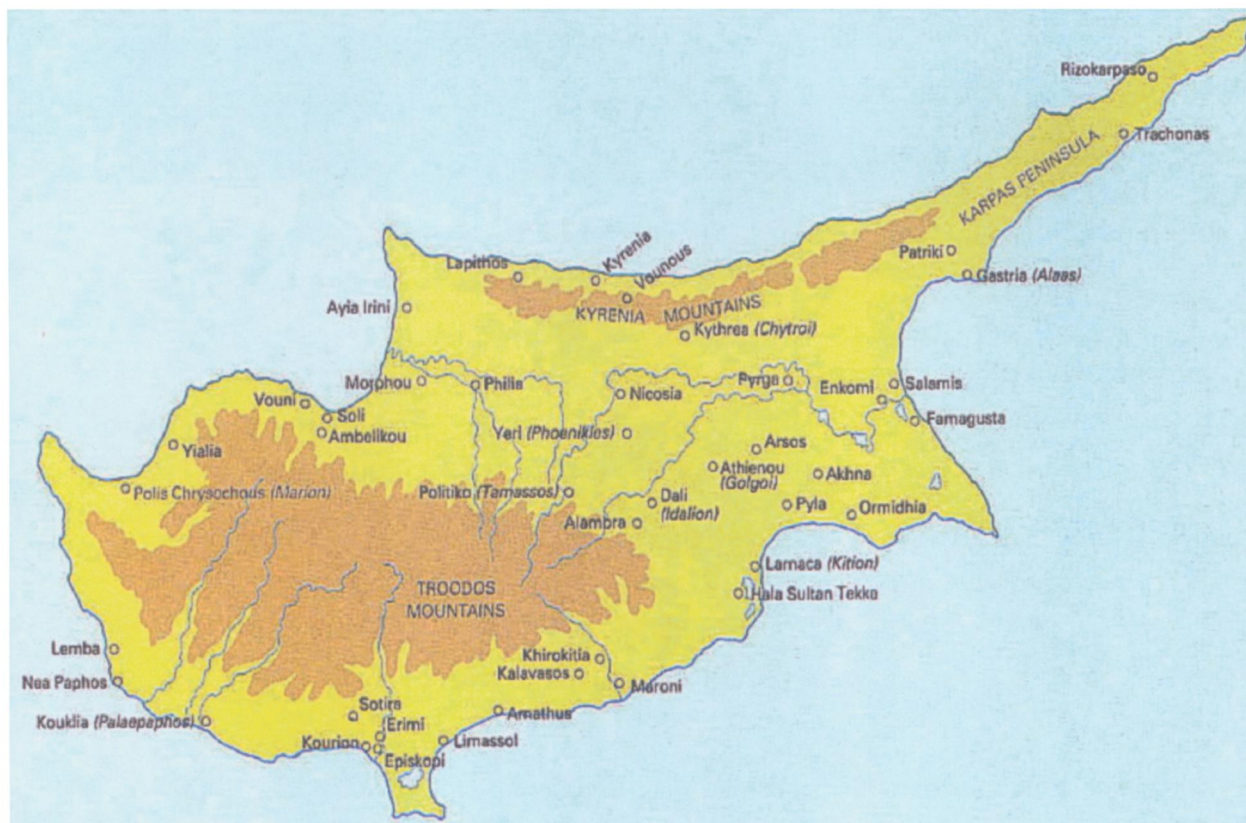 Rizokarpaso
Trachonas
KARPAS PENINSULA
Patriki
Gastria (Alaas)
Kyrenia
Vounous
Lapithos
Ayia Irini
KYRENIA MOUNTAINS
Kythrea (Chytroi)
Morphou
Philia
Nicosia
Pyrga
Enkomi
Salamis
Famagusta
Vouni
Soli
Ambelikou
Yeri (Phoenikies)
Arsos
Yialia
Athienou
(Golgoi)
Akhna
Polis Chrysochous (Marion)
Politiko (Tamassos)
Dali
(Idalion)
Pyla
Ormidhia
Alambra
Larnaca (Kition)
Hala Sultan Tekke
TROODOS
MOUNTAINS
Lemba
Khirokitia
Kalavasos
Nea Paphos
Maroni
Kouklia (Palaepaphos)
Sotira
Amathus
Erimi
Kourion
Limassol
Episkopi